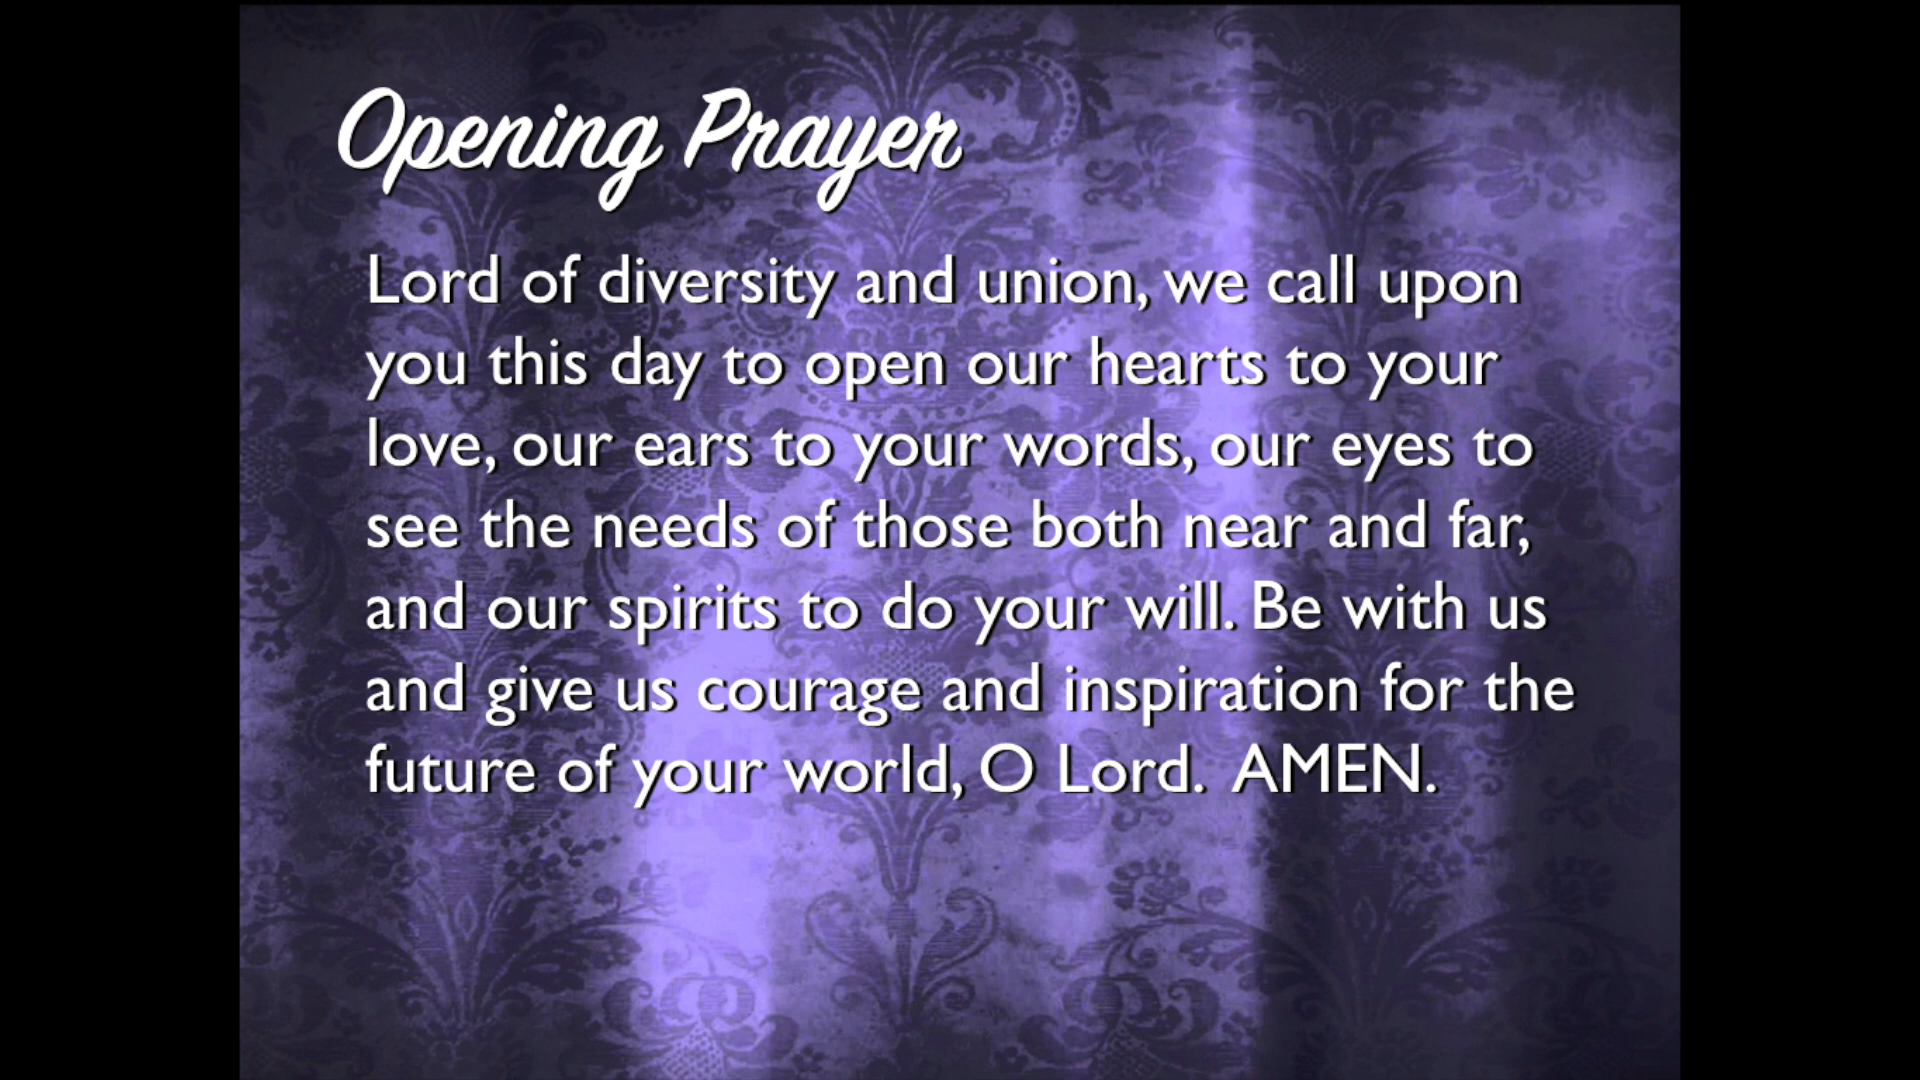 Opening Prayer
Lord of diversity and union, we call upon
you this day to open our hearts to your
love, our ears to your words, our eyes to
see the needs of those both near and far,
and our spirits to do your will. Be with us
and give us courage and inspiration for the
future of your world, O Lord.  AMEN.